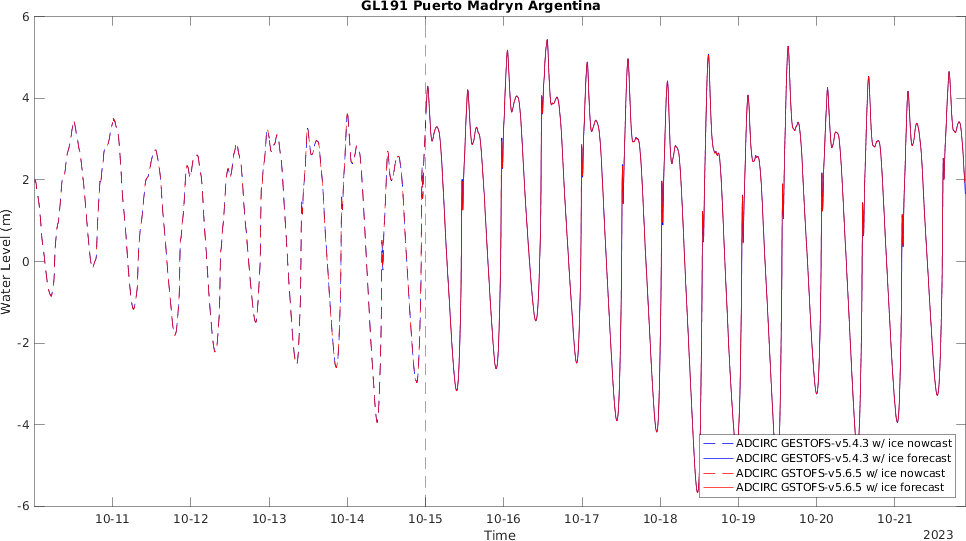 GL191 Puerto Madryn Argentina
6
4
2
0
-2
-4
-6
Water Level (m)
ADCIRC GESTOFS-v5.4.3 w/ ice nowcast
ADCIRC GESTOFS-v5.4.3 w/ ice forecast
ADCIRC GSTOFS-v5.6.5 w/ ice nowcast
ADCIRC GSTOFS-v5.6.5 w/ ice forecast
10-11 10-12 10-13 10-14 10-15 10-16 10-17 10-18 10-19 10-20 10-21
Time
2023